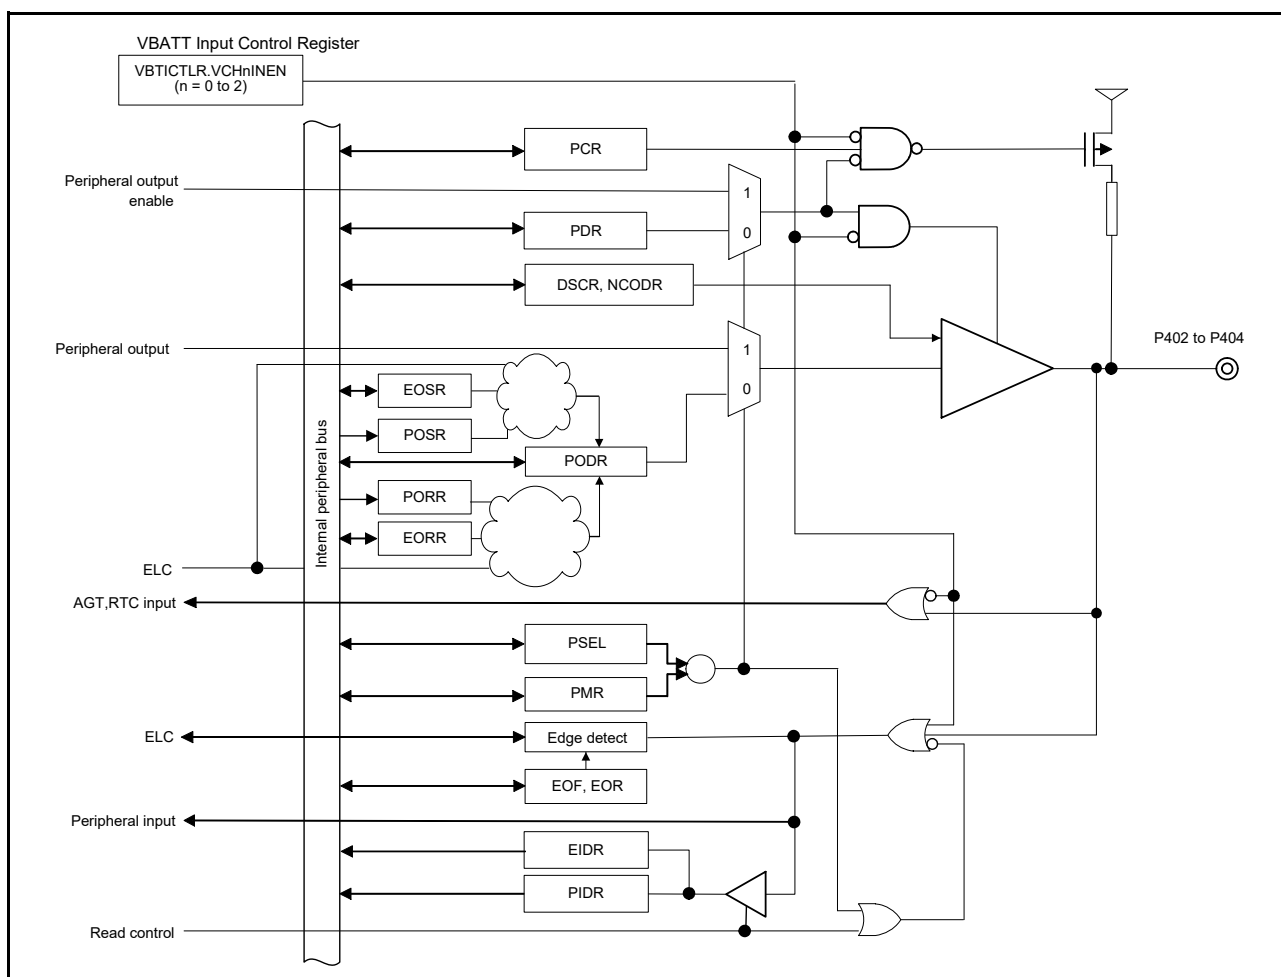 VBATT Input Control Register
VBTICTLR.VCHnINEN
(n = 0 to 2)
PCR
Peripheral output
enable
1
PDR
0
DSCR, NCODR
Peripheral output
1
P402 to P404
EOSR
0
POSR
Internal peripheral bus
PODR
PORR
EORR
ELC
AGT,RTC input
PSEL
PMR
ELC
Edge detect
EOF, EOR
Peripheral input
EIDR
PIDR
Read control